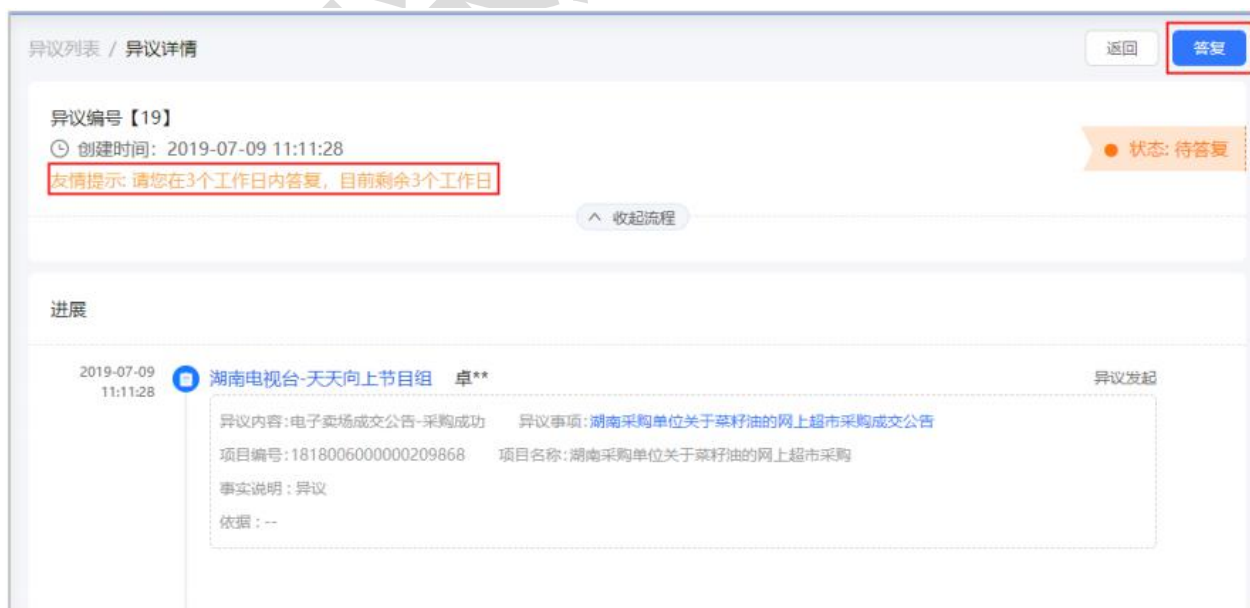 异议列表 / 异议详情 返回 答复
异议编号【19】
创建时间：2019-07-09 11:11:28
状态: 待答复
友情提示: 请您在3个工作日内答复，目前剩余3个工作日
收起流程
进展
2019-07-09 湖南电视台-天天向上节目组 卓** 异议发起
11:11:28
异议内容:电子卖场成交公告-采购成功 异议事项:湖南采购单位关于菜籽油的网上超市采购成交公告
项目编号:1818006000000209868 项目名称:湖南采购单位关于菜籽油的网上超市采购
事实说明 : 异议
依据 : --